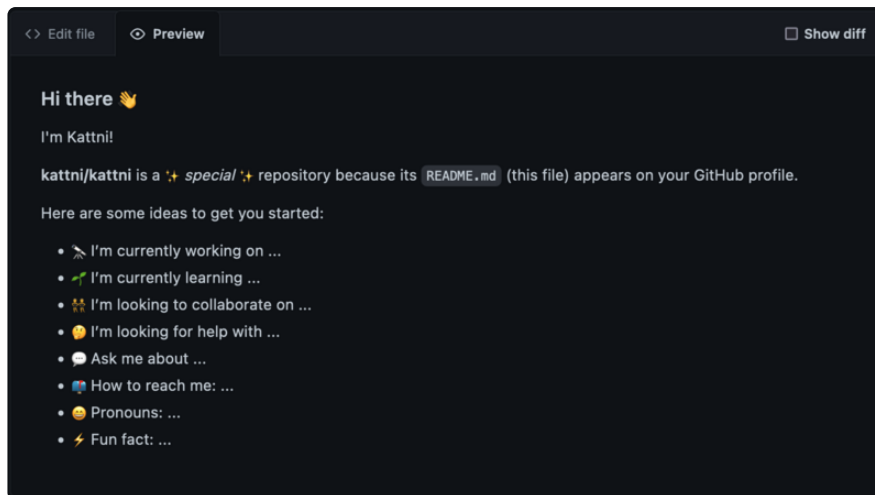 <> Edit file
Preview
Show diff
Hi there 👋
I'm Kattni!
kattni/kattni is a ✨ special ✨ repository because its README.md (this file) appears on your GitHub profile.
Here are some ideas to get you started:
• 🔭 I’m currently working on ...
• 🌱 I’m currently learning ...
• 👯 I’m looking to collaborate on ...
• 🤔 I’m looking for help with ...
• 💬 Ask me about ...
• 📫 How to reach me: ...
• 😄 Pronouns: ...
• ⚡ Fun fact: ...